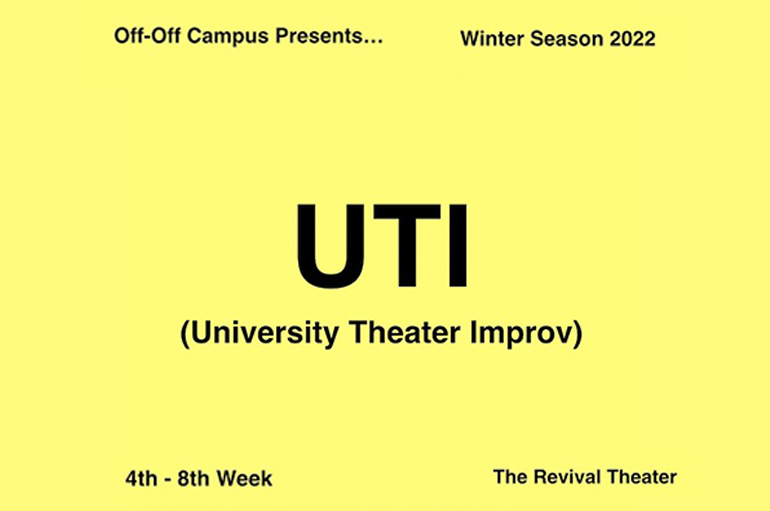 Off-Off Campus Presents...
Winter Season 2022
UTI
(University Theater Improv)
4th - 8th Week
The Revival Theater